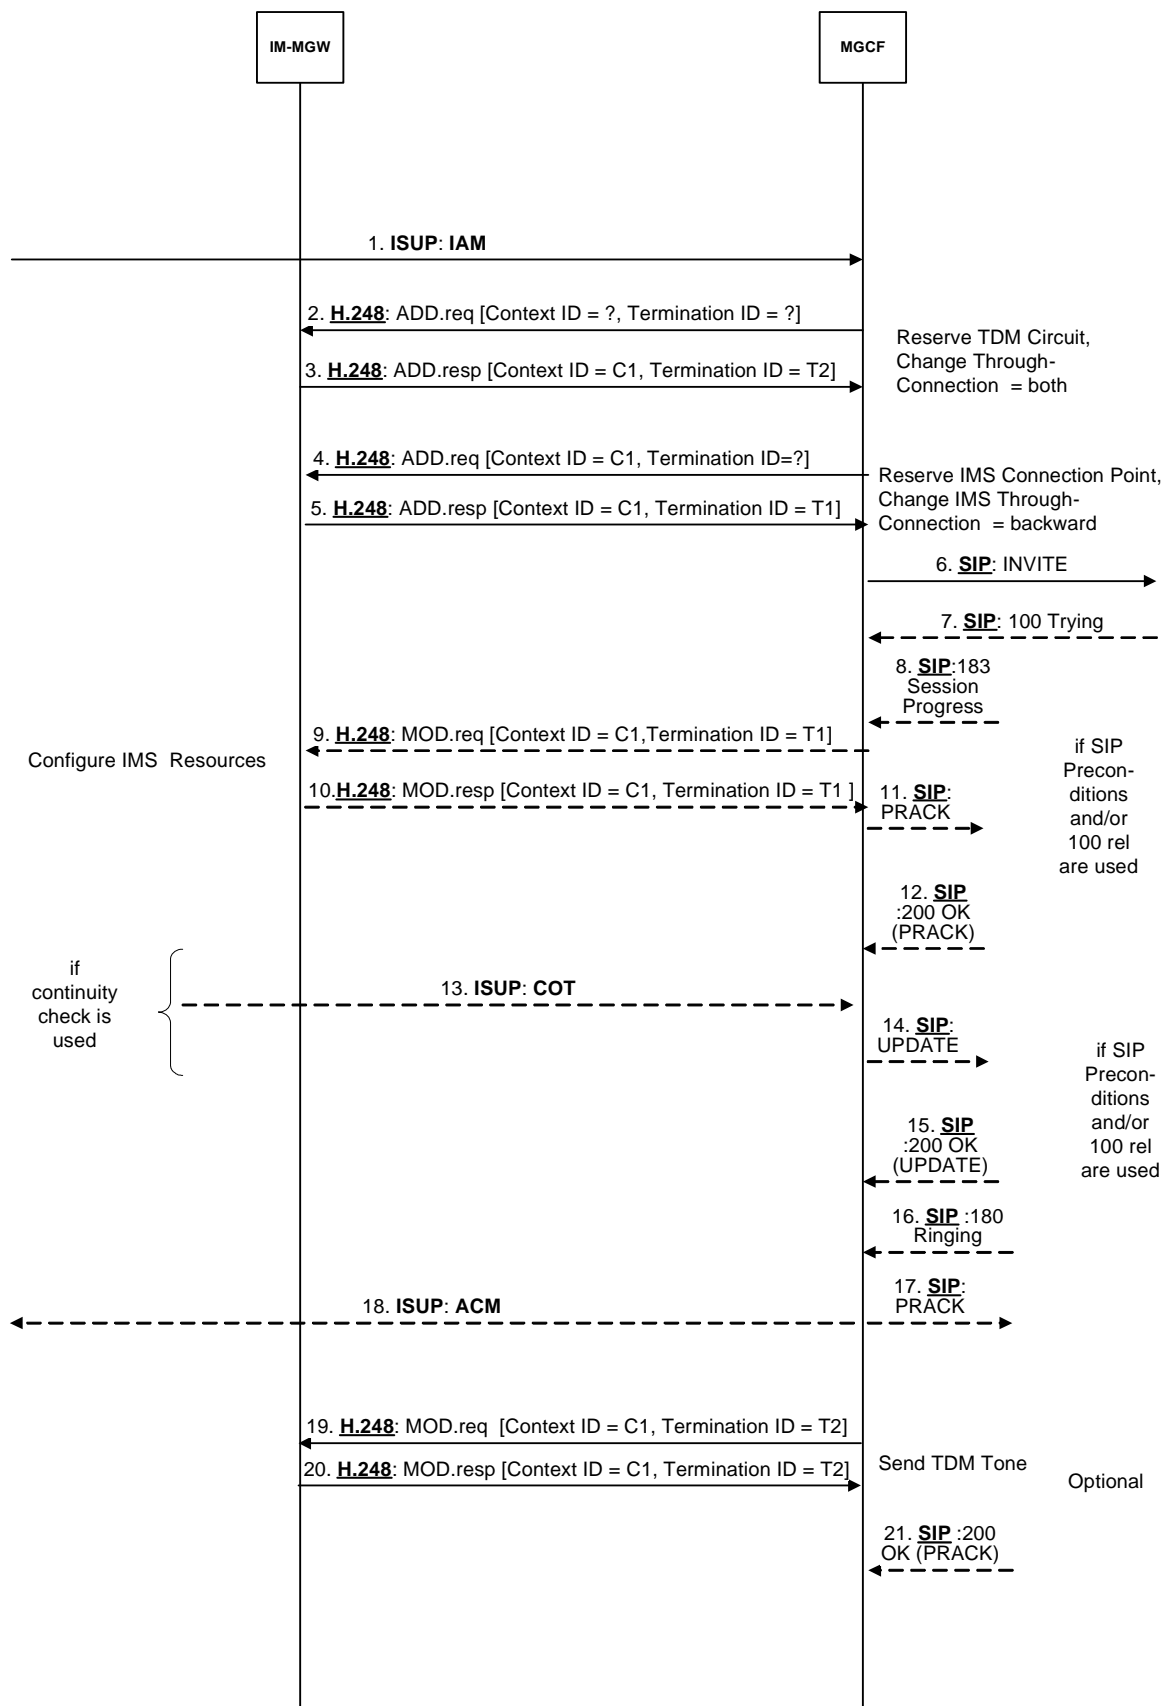 IM-MGW
MGCF
1. ISUP: IAM
2. H.248: ADD.req [Context ID = ?, Termination ID = ?]
Reserve TDM Circuit,
Change Through-
Connection = both
3. H.248: ADD.resp [Context ID = C1, Termination ID = T2]
4. H.248: ADD.req [Context ID = C1, Termination ID=?]
Reserve IMS Connection Point,
Change IMS Through-
Connection = backward
5. H.248: ADD.resp [Context ID = C1, Termination ID = T1]
6. SIP: INVITE
7. SIP: 100 Trying
8. SIP:183
Session
Progress
9. H.248: MOD.req [Context ID = C1,Termination ID = T1]
Configure IMS Resources
if SIP
Precon-
ditions
and/or
100 rel
are used
10.H.248: MOD.resp [Context ID = C1, Termination ID = T1 ]
11. SIP:
PRACK
12. SIP
:200 OK
(PRACK)
if
continuity
check is
used
13. ISUP: COT
14. SIP:
UPDATE
if SIP
Precon-
ditions
and/or
100 rel
are used
15. SIP
:200 OK
(UPDATE)
16. SIP :180
Ringing
17. SIP:
PRACK
18. ISUP: ACM
19. H.248: MOD.req [Context ID = C1, Termination ID = T2]
Send TDM Tone
20. H.248: MOD.resp [Context ID = C1, Termination ID = T2]
Optional
21. SIP :200
OK (PRACK)